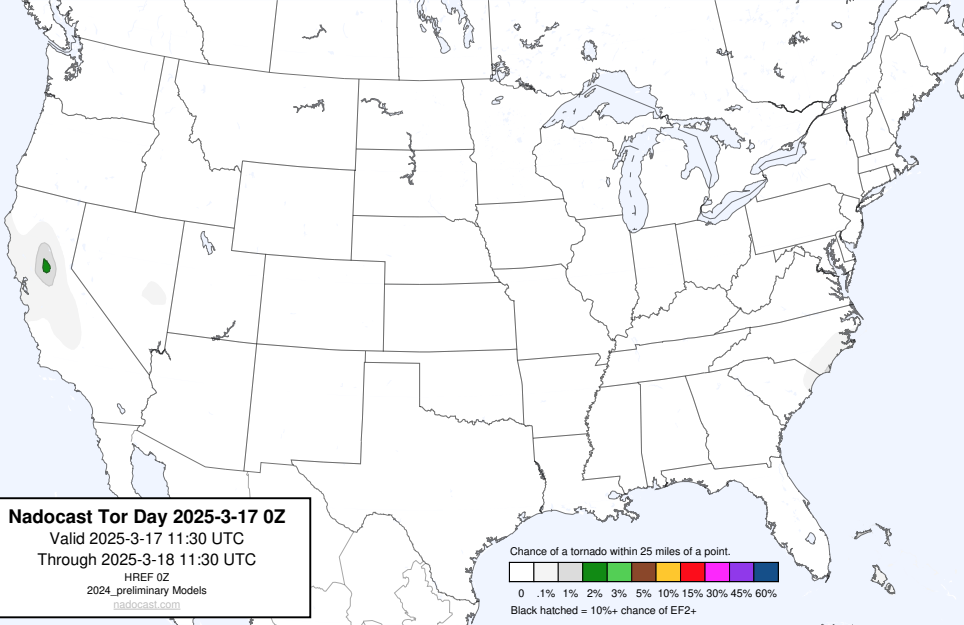 Nadocast Tor Day 2025-3-17 0Z
Valid 2025-3-17 11:30 UTC
Through 2025-3-18 11:30 UTC
HREF 0Z
2024_preliminary Models
nadocast.com
Chance of a tornado within 25 miles of a point.
0 .1% 1% 2% 3% 5% 10% 15% 30% 45% 60%
Black hatched = 10%+ chance of EF2+